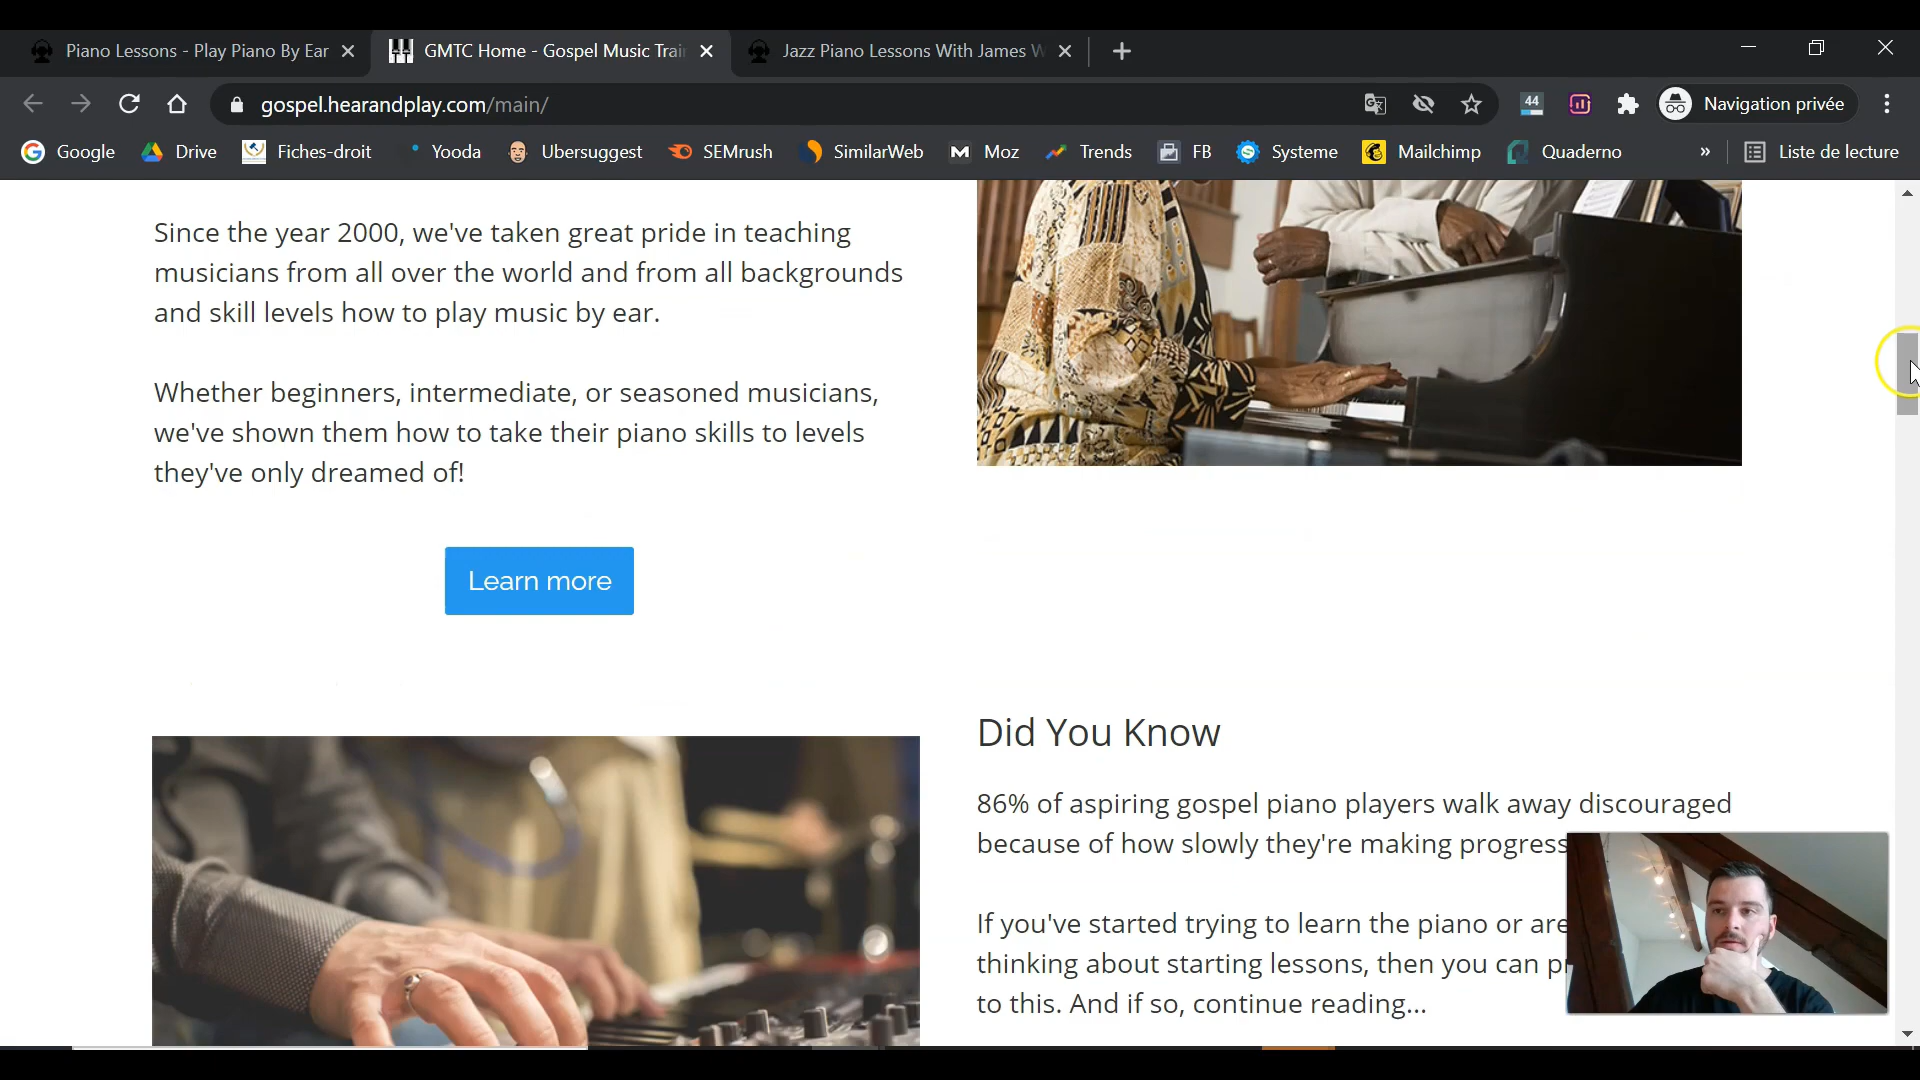 Piano Lessons - Play Piano By Ear
GMTC Home - Gospel Music Trai
Jazz Piano Lessons With James W
gospel.hearandplay.com/main/
44
Navigation privée
Google
Drive
Fiches-droit
Yooda
Ubersuggest
SEMrush
SimilarWeb
Moz
Trends
FB
Systeme
Mailchimp
Quaderno
»
Liste de lecture
Since the year 2000, we've taken great pride in teaching
musicians from all over the world and from all backgrounds
and skill levels how to play music by ear.
Whether beginners, intermediate, or seasoned musicians,
we've shown them how to take their piano skills to levels
they've only dreamed of!
Learn more
Did You Know
86% of aspiring gospel piano players walk away discouraged
because of how slowly they're making progress
If you've started trying to learn the piano or are
thinking about starting lessons, then you can p
to this. And if so, continue reading...